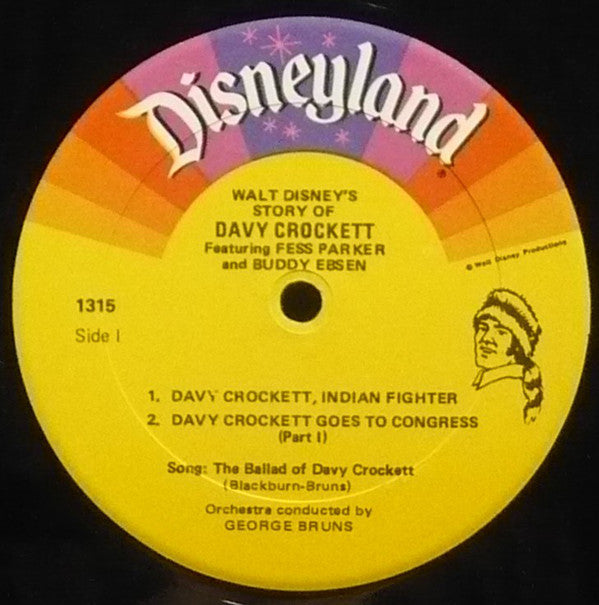 Disneyland®
WALT DISNEY'S
STORY OF
DAVY CROCKETT
Featuring FESS PARKER
and BUDDY EBSEN
© Walt Disney Productions
1315
Side I
1. DAVY CROCKETT, INDIAN FIGHTER
2. DAVY CROCKETT GOES TO CONGRESS
(Part I)
Song: The Ballad of Davy Crockett
(Blackburn-Bruns)
Orchestra conducted by
GEORGE BRUNS